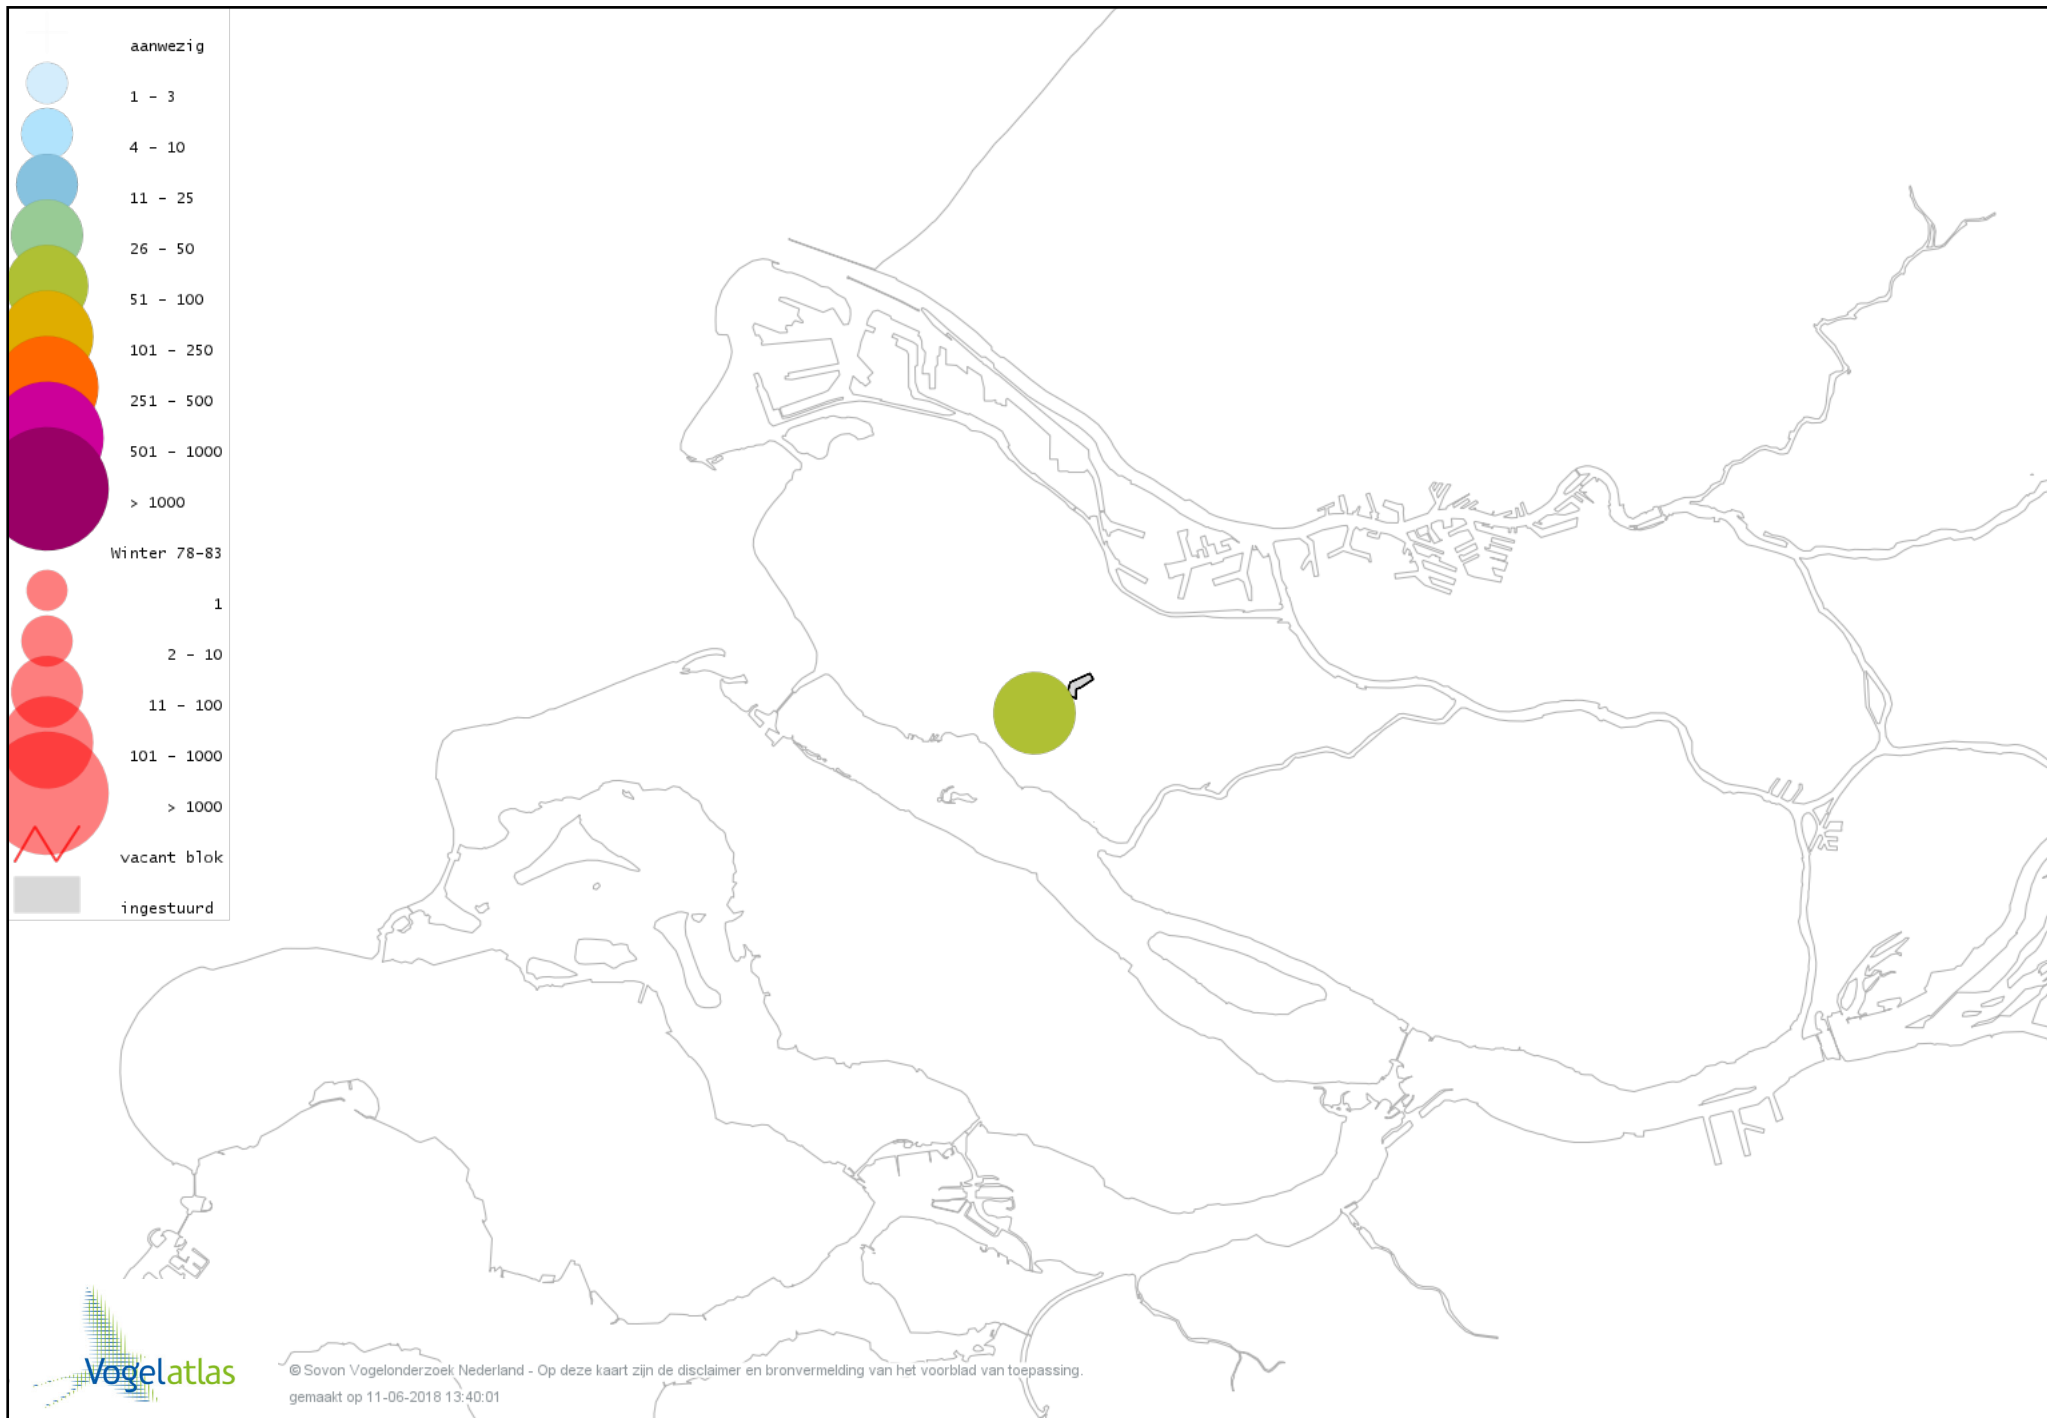 aanwezig
1 - 3
4 - 10
11 - 25
26 - 50
51 - 100
101 - 250
251 - 500
501 - 1000
> 1000
Winter 78-83
1
2 - 10
11 - 100
101 - 1000
> 1000
vacant blok
ingestuurd
Vogelatlas
© Sovon Vogelonderzoek Nederland - Op deze kaart zijn de disclaimer en bronvermelding van het voorblad van toepassing.
gemaakt op 11-06-2018 13:40:01